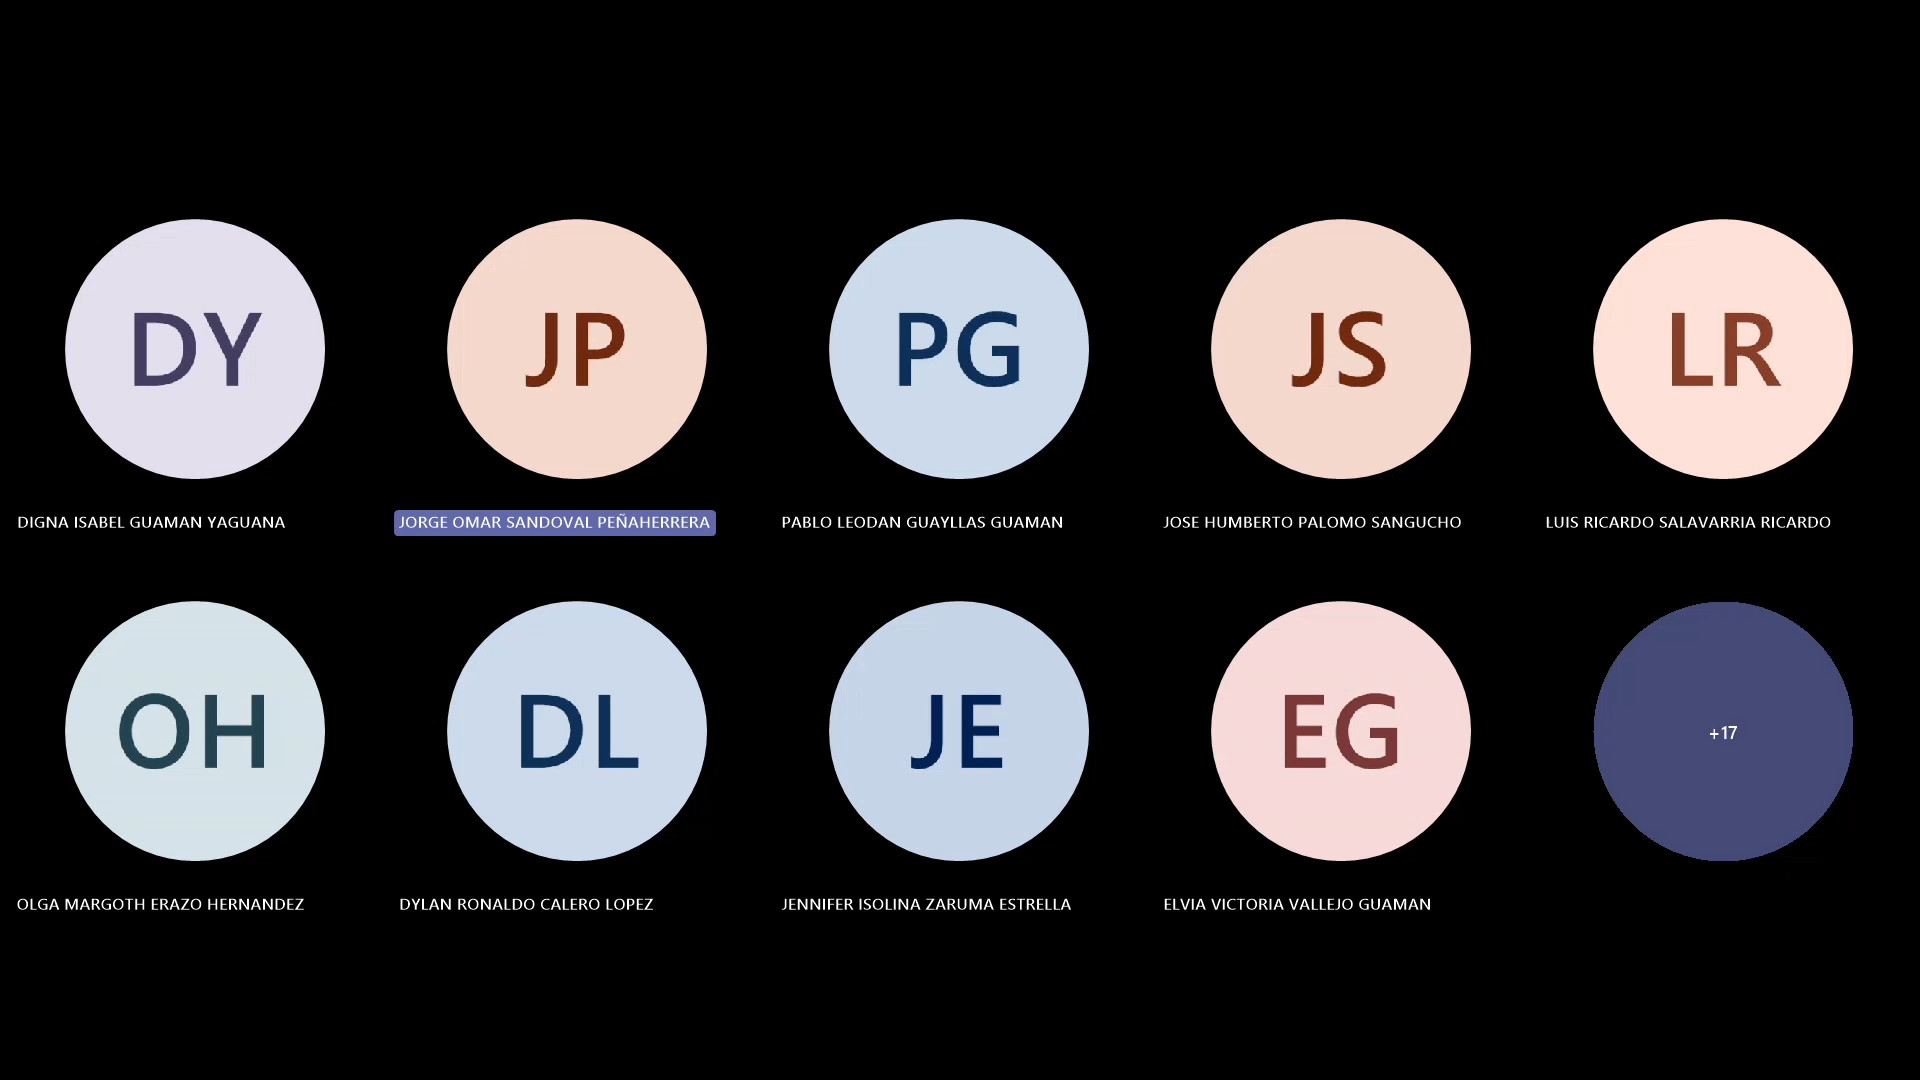 DY
JP
PG
JS
LR
DIGNA ISABEL GUAMAN YAGUANA
JORGE OMAR SANDOVAL PEÑAHERRERA
PABLO LEODAN GUAYLLAS GUAMAN
JOSE HUMBERTO PALOMO SANGUCHO
LUIS RICARDO SALAVARRIA RICARDO
OH
DL
JE
EG
+17
OLGA MARGOTH ERAZO HERNANDEZ
DYLAN RONALDO CALERO LOPEZ
JENNIFER ISOLINA ZARUMA ESTRELLA
ELVIA VICTORIA VALLEJO GUAMAN